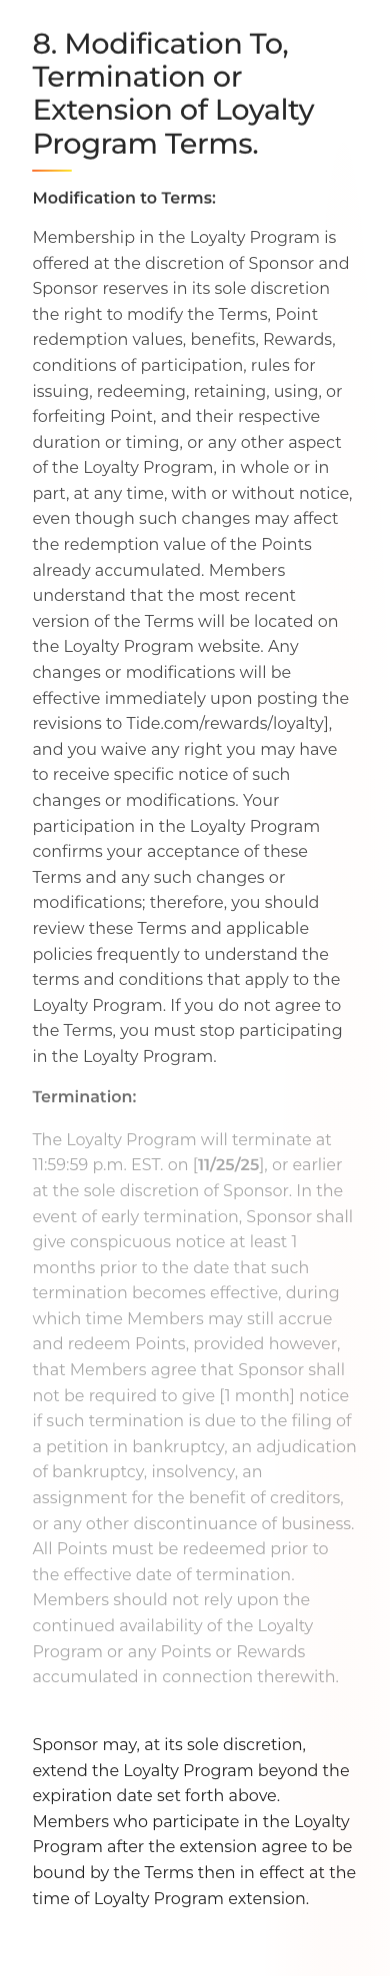 8. Modification To,
Termination or
Extension of Loyalty
Program Terms.
Modification to Terms:
Membership in the Loyalty Program is
offered at the discretion of Sponsor and
Sponsor reserves in its sole discretion
the right to modify the Terms, Point
redemption values, benefits, Rewards,
conditions of participation, rules for
issuing, redeeming, retaining, using, or
forfeiting Point, and their respective
duration or timing, or any other aspect
of the Loyalty Program, in whole or in
part, at any time, with or without notice,
even though such changes may affect
the redemption value of the Points
already accumulated. Members
understand that the most recent
version of the Terms will be located on
the Loyalty Program website. Any
changes or modifications will be
effective immediately upon posting the
revisions to Tide.com/rewards/loyalty],
and you waive any right you may have
to receive specific notice of such
changes or modifications. Your
participation in the Loyalty Program
confirms your acceptance of these
Terms and any such changes or
modifications; therefore, you should
review these Terms and applicable
policies frequently to understand the
terms and conditions that apply to the
Loyalty Program. If you do not agree to
the Terms, you must stop participating
in the Loyalty Program.
Termination:
The Loyalty Program will terminate at
11:59:59 p.m. EST. on [11/25/25], or earlier
at the sole discretion of Sponsor. In the
event of early termination, Sponsor shall
give conspicuous notice at least 1
months prior to the date that such
termination becomes effective, during
which time Members may still accrue
and redeem Points, provided however,
that Members agree that Sponsor shall
not be required to give [1 month] notice
if such termination is due to the filing of
a petition in bankruptcy, an adjudication
of bankruptcy, insolvency, an
assignment for the benefit of creditors,
or any other discontinuance of business.
All Points must be redeemed prior to
the effective date of termination.
Members should not rely upon the
continued availability of the Loyalty
Program or any Points or Rewards
accumulated in connection therewith.
Sponsor may, at its sole discretion,
extend the Loyalty Program beyond the
expiration date set forth above.
Members who participate in the Loyalty
Program after the extension agree to be
bound by the Terms then in effect at the
time of Loyalty Program extension.